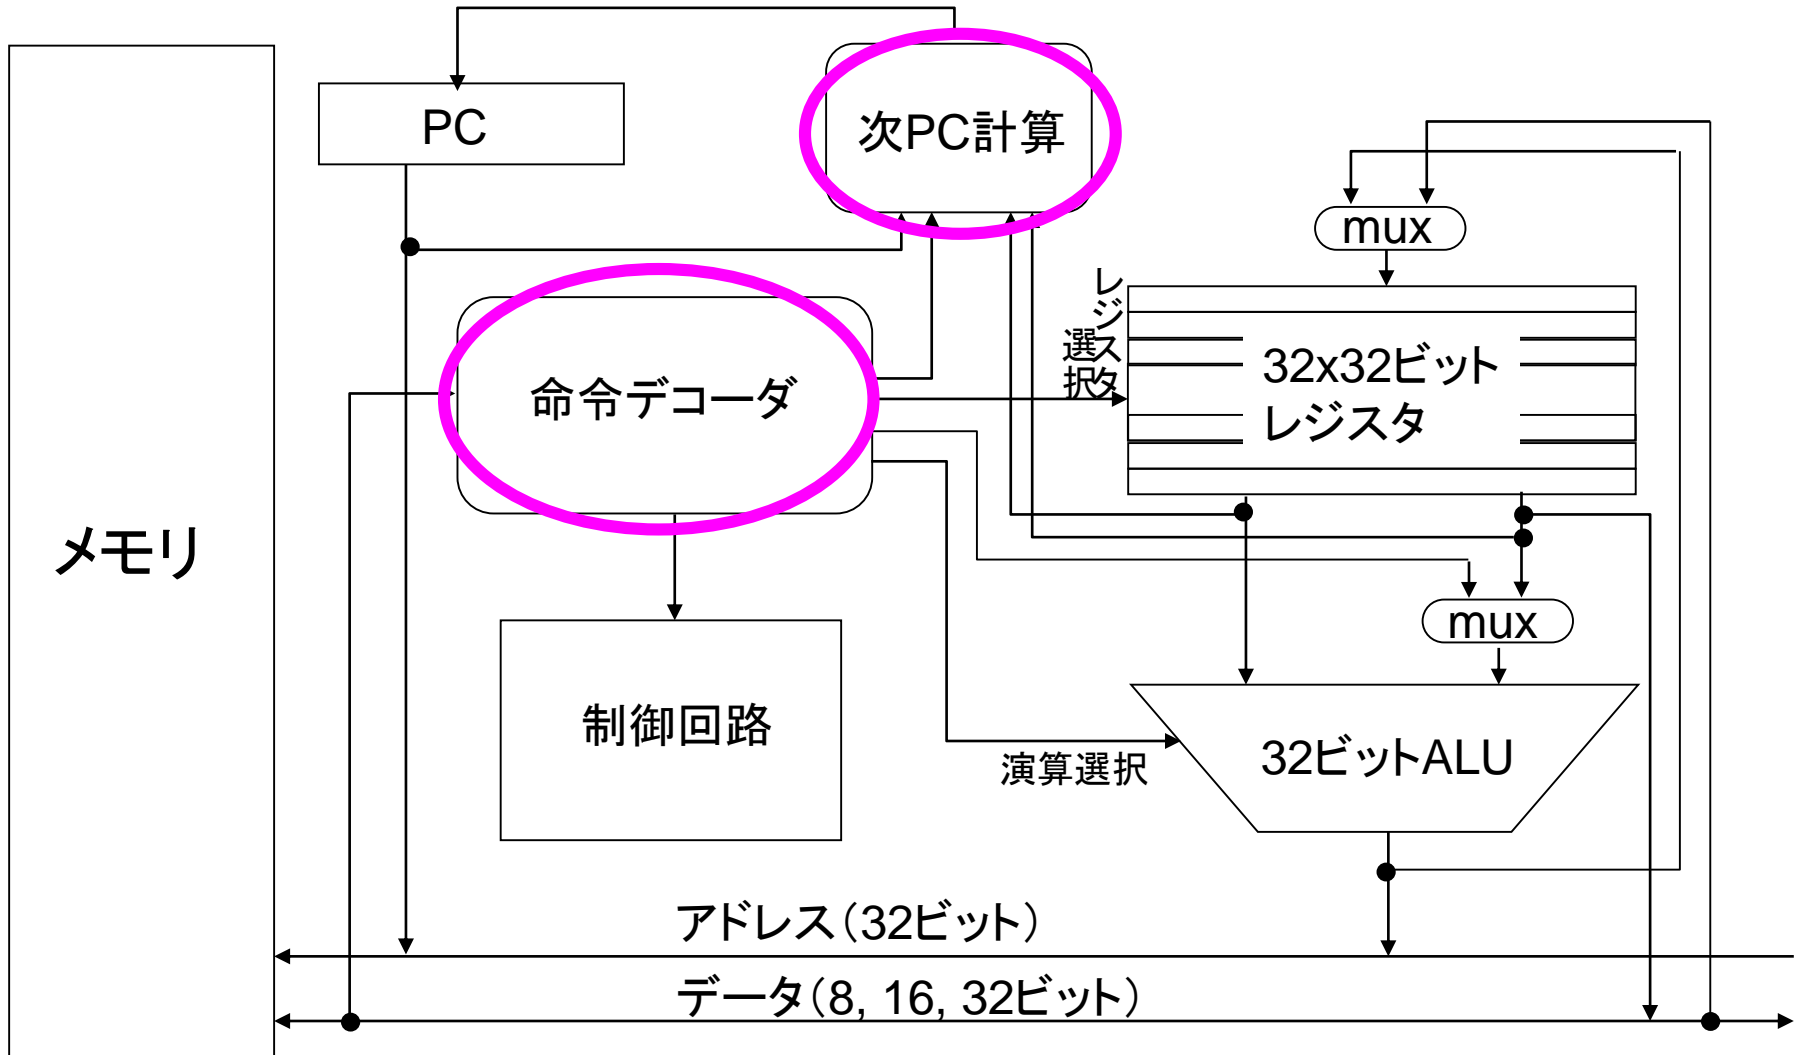 PC
次PC計算
mux
レジスタ
選択
32x32ビット
レジスタ
命令デコーダ
メモリ
mux
制御回路
演算選択
32ビットALU
アドレス(32ビット)
データ(8, 16, 32ビット)